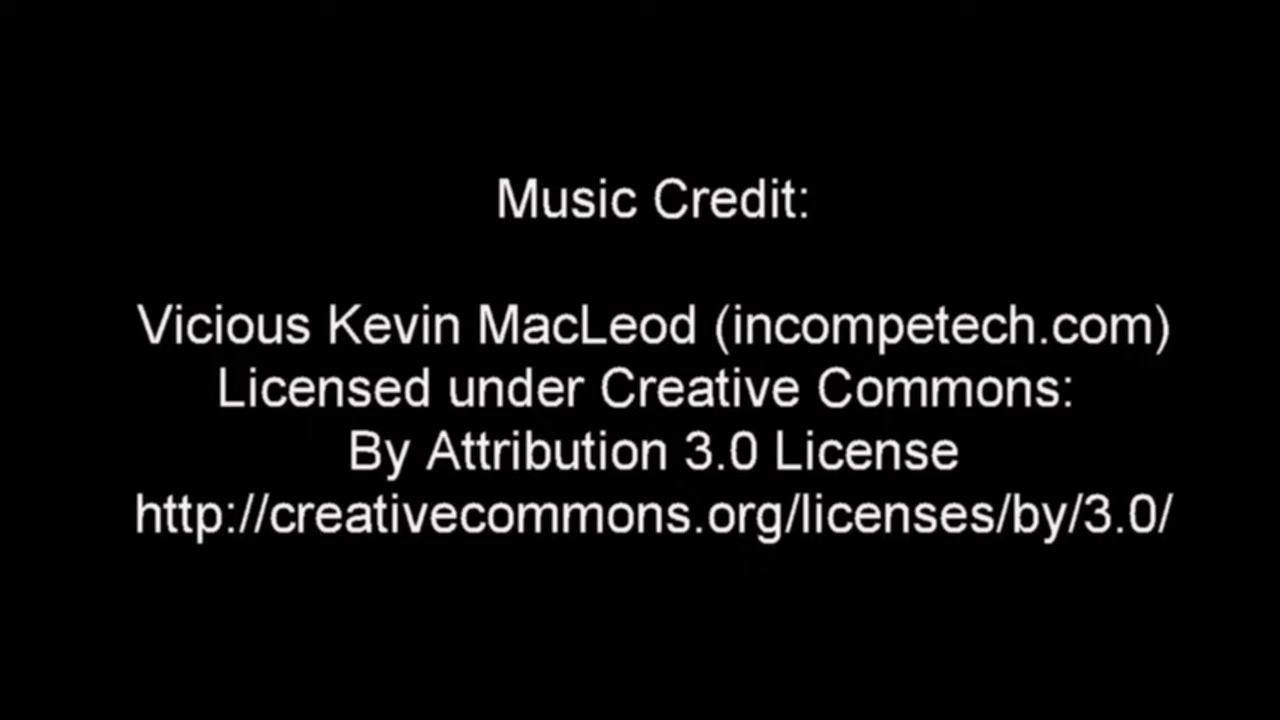 Music Credit:
Vicious Kevin MacLeod (incompetech.com)
Licensed under Creative Commons:
By Attribution 3.0 License
http://creativecommons.org/licenses/by/3.0/